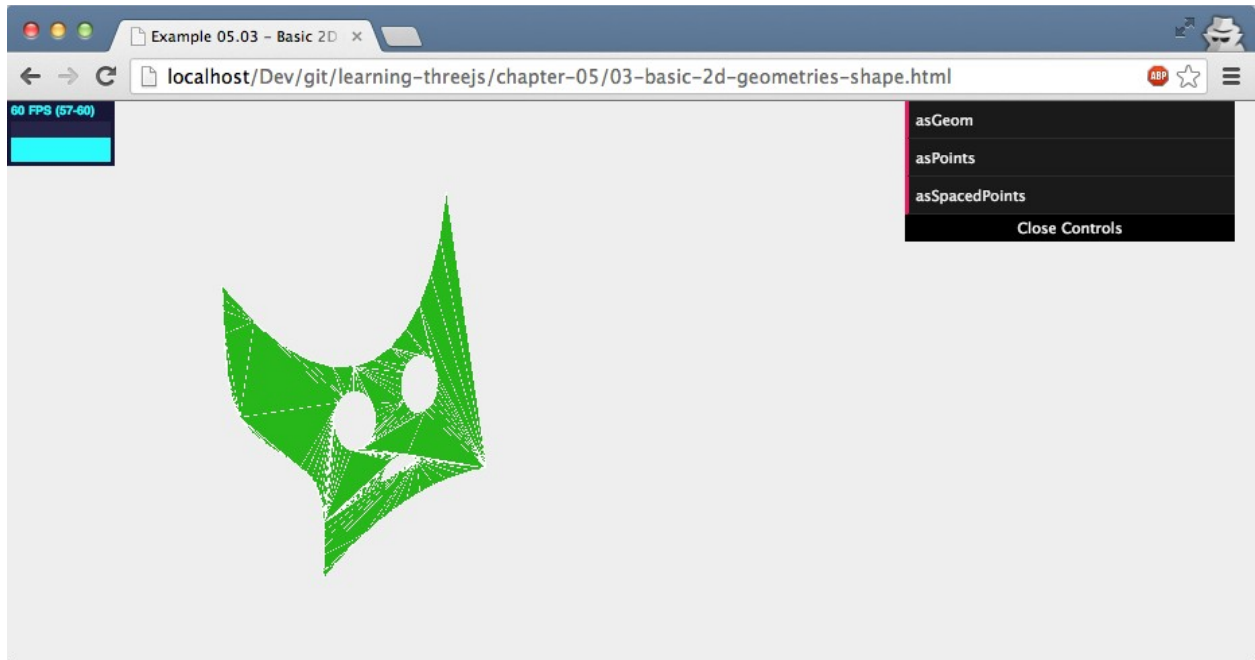 Example 05.03 - Basic 2D
localhost/Dev/git/learning-threejs/chapter-05/03-basic-2d-geometries-shape.html
ABP
60 FPS (57-60)
asGeom
asPoints
asSpacedPoints
Close Controls